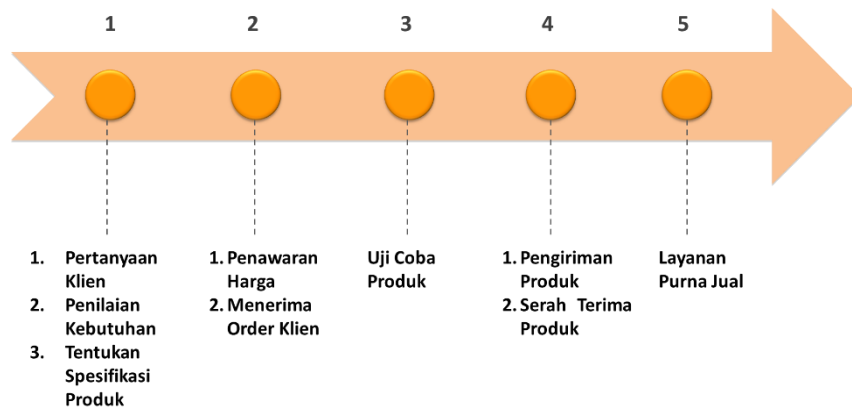 1 2 3 4 5
1. Pertanyaan
Klien
2. Penilaian
Kebutuhan
3. Tentukan
Spesifikasi
Produk
1. Penawaran
Harga
2. Menerima
Order Klien
Uji Coba
Produk
1. Pengiriman
Produk
2. Serah Terima
Produk
Layanan
Purna Jual